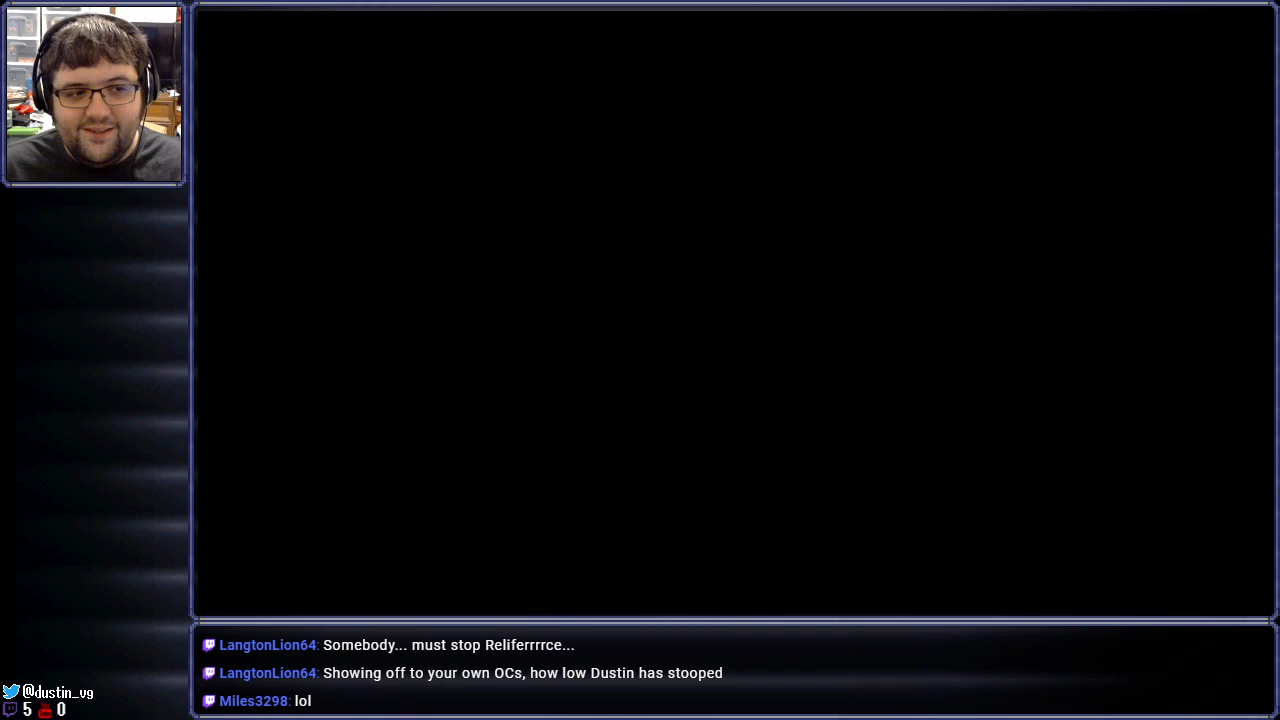 LangtonLion64: Somebody... must stop Reliferrrrce...
LangtonLion64: Showing off to your own OCs, how low Dustin has stooped
Miles3298: lol
@dustin_vg
5 0